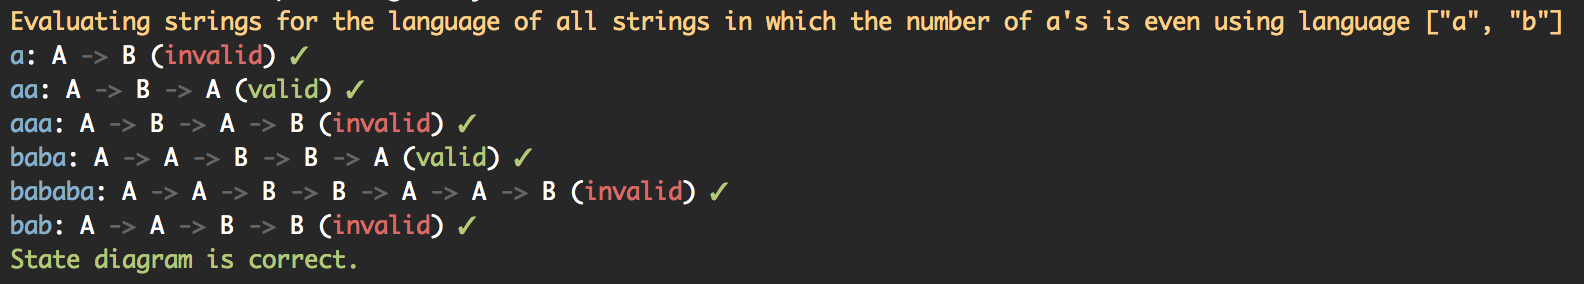 Evaluating strings for the language of all strings in which the number of a's is even using language ["a", "b"]
a: A -> B (invalid) ✓
aa: A -> B -> A (valid) ✓
aaa: A -> B -> A -> B (invalid) ✓
baba: A -> A -> B -> B -> A (valid) ✓
bababa: A -> A -> B -> B -> A -> A -> B (invalid) ✓
bab: A -> A -> B -> B (invalid) ✓
State diagram is correct.